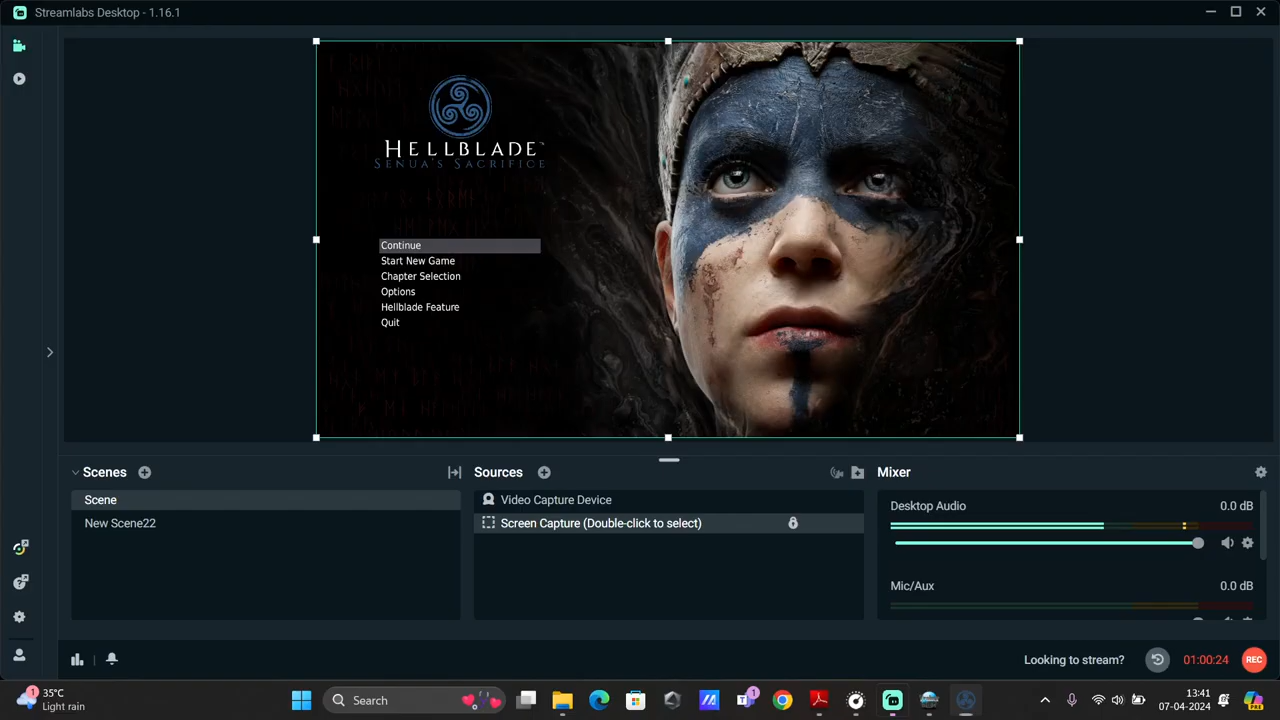 Streamlabs Desktop - 1.16.1
HELLBLADE™
SENUA'S SACRIFICE
Continue
Start New Game
Chapter Selection
Options
Hellblade Feature
Quit
Scenes
Scene
New Scene22
Sources
Video Capture Device
Screen Capture (Double-click to select)
Mixer
Desktop Audio 0.0 dB
Mic/Aux 0.0 dB
Looking to stream? 01:00:24 REC
1
35°C
Light rain
Search
1
13:41
07-04-2024